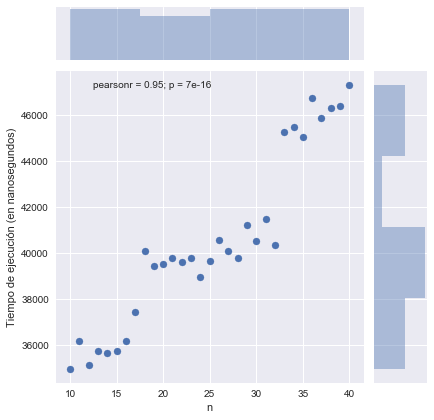 pearsonr = 0.95; p = 7e-16
46000
44000
42000
40000
38000
36000
Tiempo de ejecución (en nanosegundos)
10 15 20 25 30 35 40
n